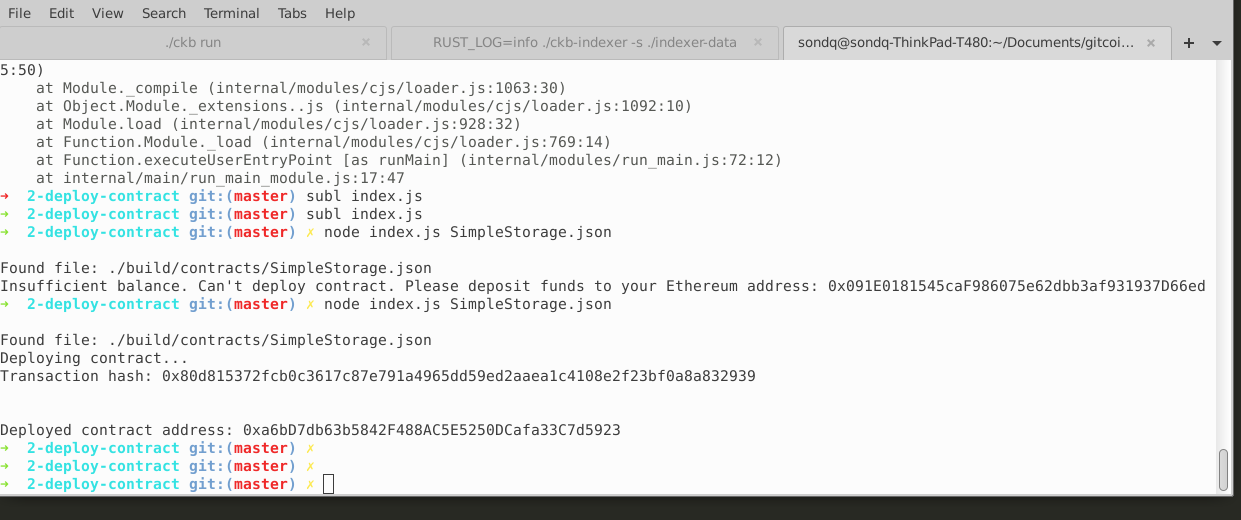 File Edit View Search Terminal Tabs Help
./ckb run × RUST_LOG=info ./ckb-indexer -s ./indexer-data × sondq@sondq-ThinkPad-T480:~/Documents/gitcoi... × + ▾
5:50)
    at Module._compile (internal/modules/cjs/loader.js:1063:30)
    at Object.Module._extensions..js (internal/modules/cjs/loader.js:1092:10)
    at Module.load (internal/modules/cjs/loader.js:928:32)
    at Function.Module._load (internal/modules/cjs/loader.js:769:14)
    at Function.executeUserEntryPoint [as runMain] (internal/modules/run_main.js:72:12)
    at internal/main/run_main_module.js:17:47
➜  2-deploy-contract git:(master) subl index.js
➜  2-deploy-contract git:(master) subl index.js
➜  2-deploy-contract git:(master) ✗ node index.js SimpleStorage.json
Found file: ./build/contracts/SimpleStorage.json
Insufficient balance. Can't deploy contract. Please deposit funds to your Ethereum address: 0x091E0181545caF986075e62dbb3af931937D66ed
➜  2-deploy-contract git:(master) ✗ node index.js SimpleStorage.json
Found file: ./build/contracts/SimpleStorage.json
Deploying contract...
Transaction hash: 0x80d815372fcb0c3617c87e791a4965dd59ed2aaea1c4108e2f23bf0a8a832939
Deployed contract address: 0xa6bD7db63b5842F488AC5E5250DCafa33C7d5923
➜  2-deploy-contract git:(master) ✗
➜  2-deploy-contract git:(master) ✗
➜  2-deploy-contract git:(master) ✗